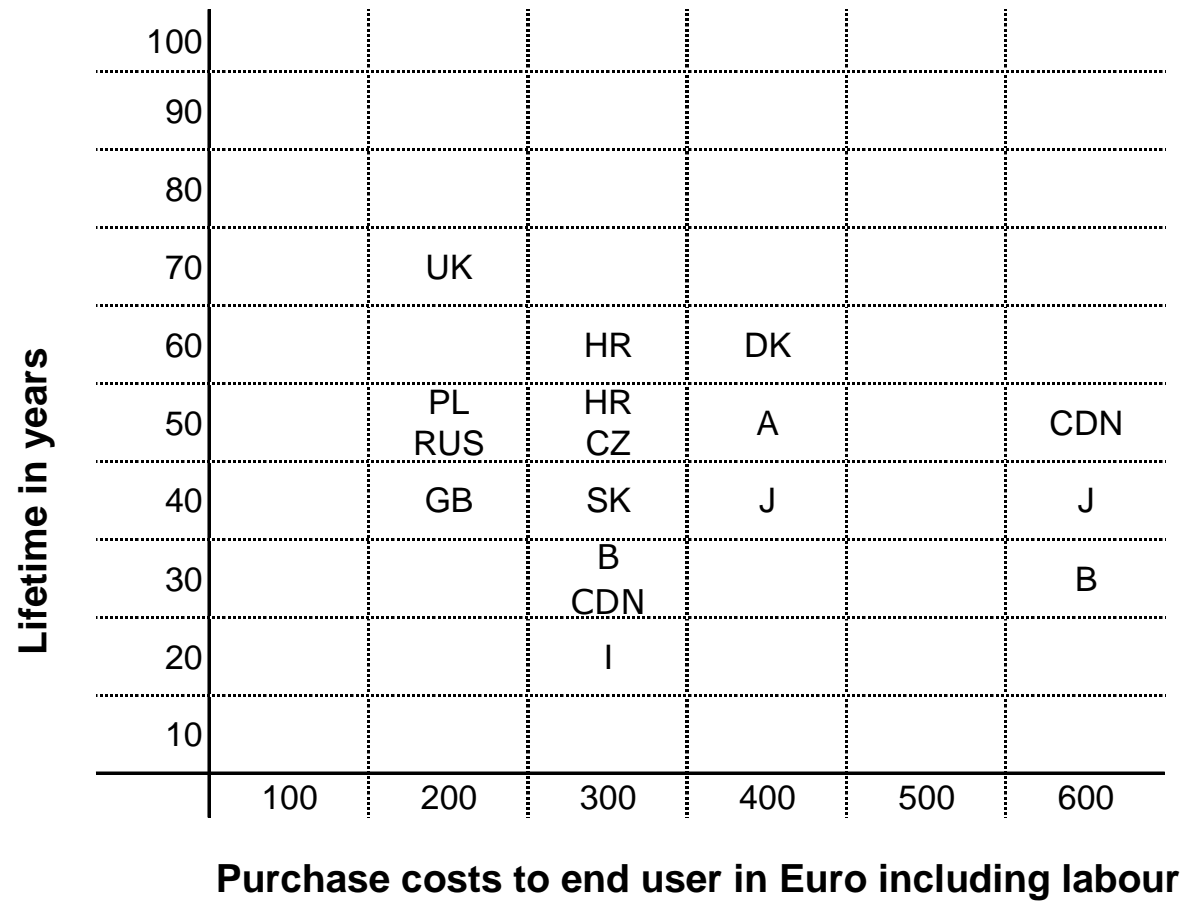 100
90
80
70 UK
60 HR DK
PL HR
50 A CDN
RUS CZ
40 GB SK J J
B
30 B
CDN
20 I
10
100 200 300 400 500 600
Lifetime in years
Purchase costs to end user in Euro including labour